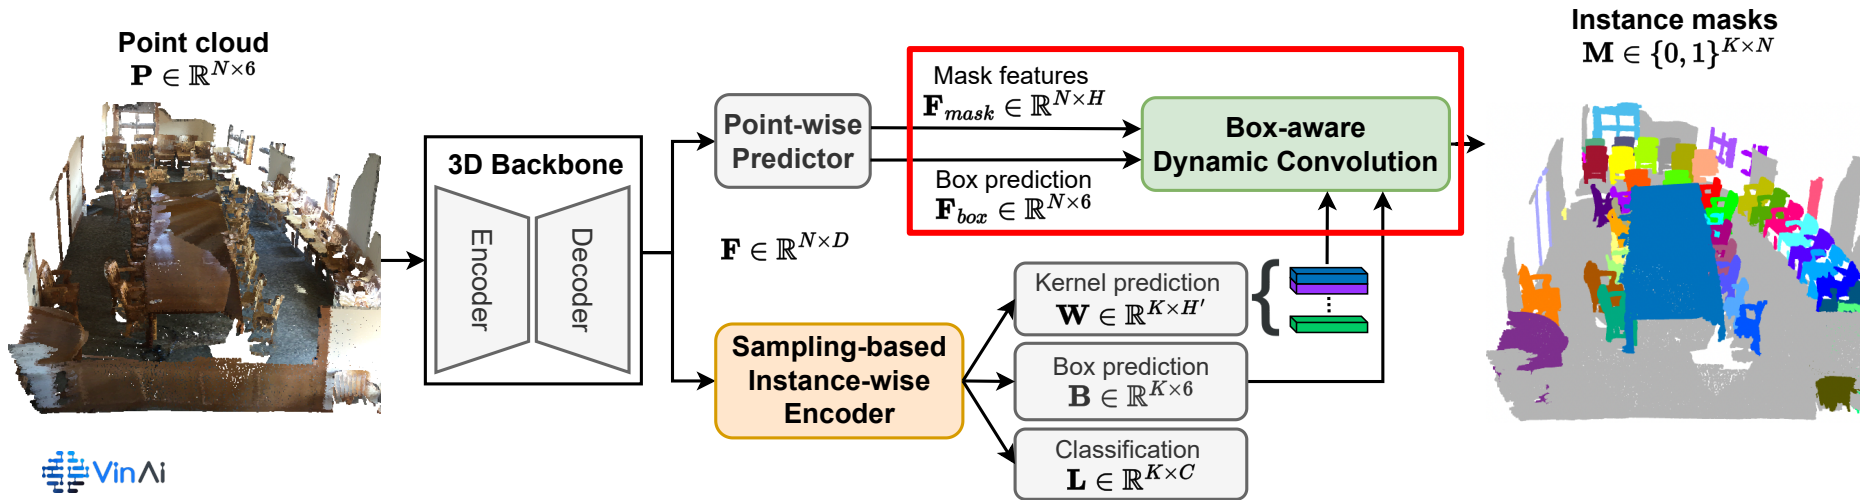 Point cloud
P ∈ ℝ^{N×6}
3D Backbone
Encoder
Decoder
F ∈ ℝ^{N×D}
Point-wise
Predictor
Mask features
F_{mask} ∈ ℝ^{N×H}
Box prediction
F_{box} ∈ ℝ^{N×6}
Box-aware
Dynamic Convolution
Sampling-based
Instance-wise
Encoder
Kernel prediction
W ∈ ℝ^{K×H′}
Box prediction
B ∈ ℝ^{K×6}
Classification
L ∈ ℝ^{K×C}
Instance masks
M ∈ {0, 1}^{K×N}
VinAi